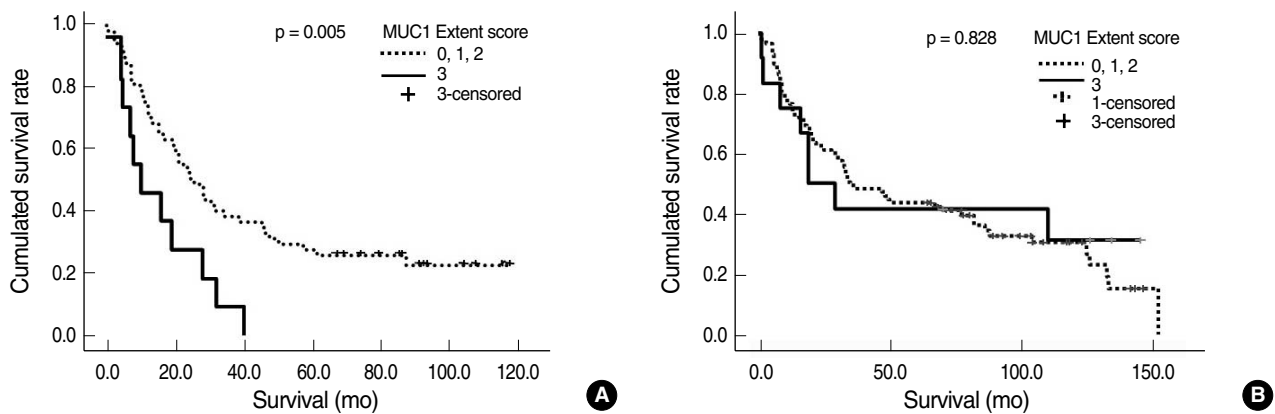 p = 0.005
MUC1 Extent score
0, 1, 2
3
3-censored
Cumulated survival rate
1.0
0.8
0.6
0.4
0.2
0.0
0.0 20.0 40.0 60.0 80.0 100.0 120.0
Survival (mo)
A
p = 0.828
MUC1 Extent score
0, 1, 2
3
1-censored
3-censored
Cumulated survival rate
1.0
0.8
0.6
0.4
0.2
0.0
0.0 50.0 100.0 150.0
Survival (mo)
B